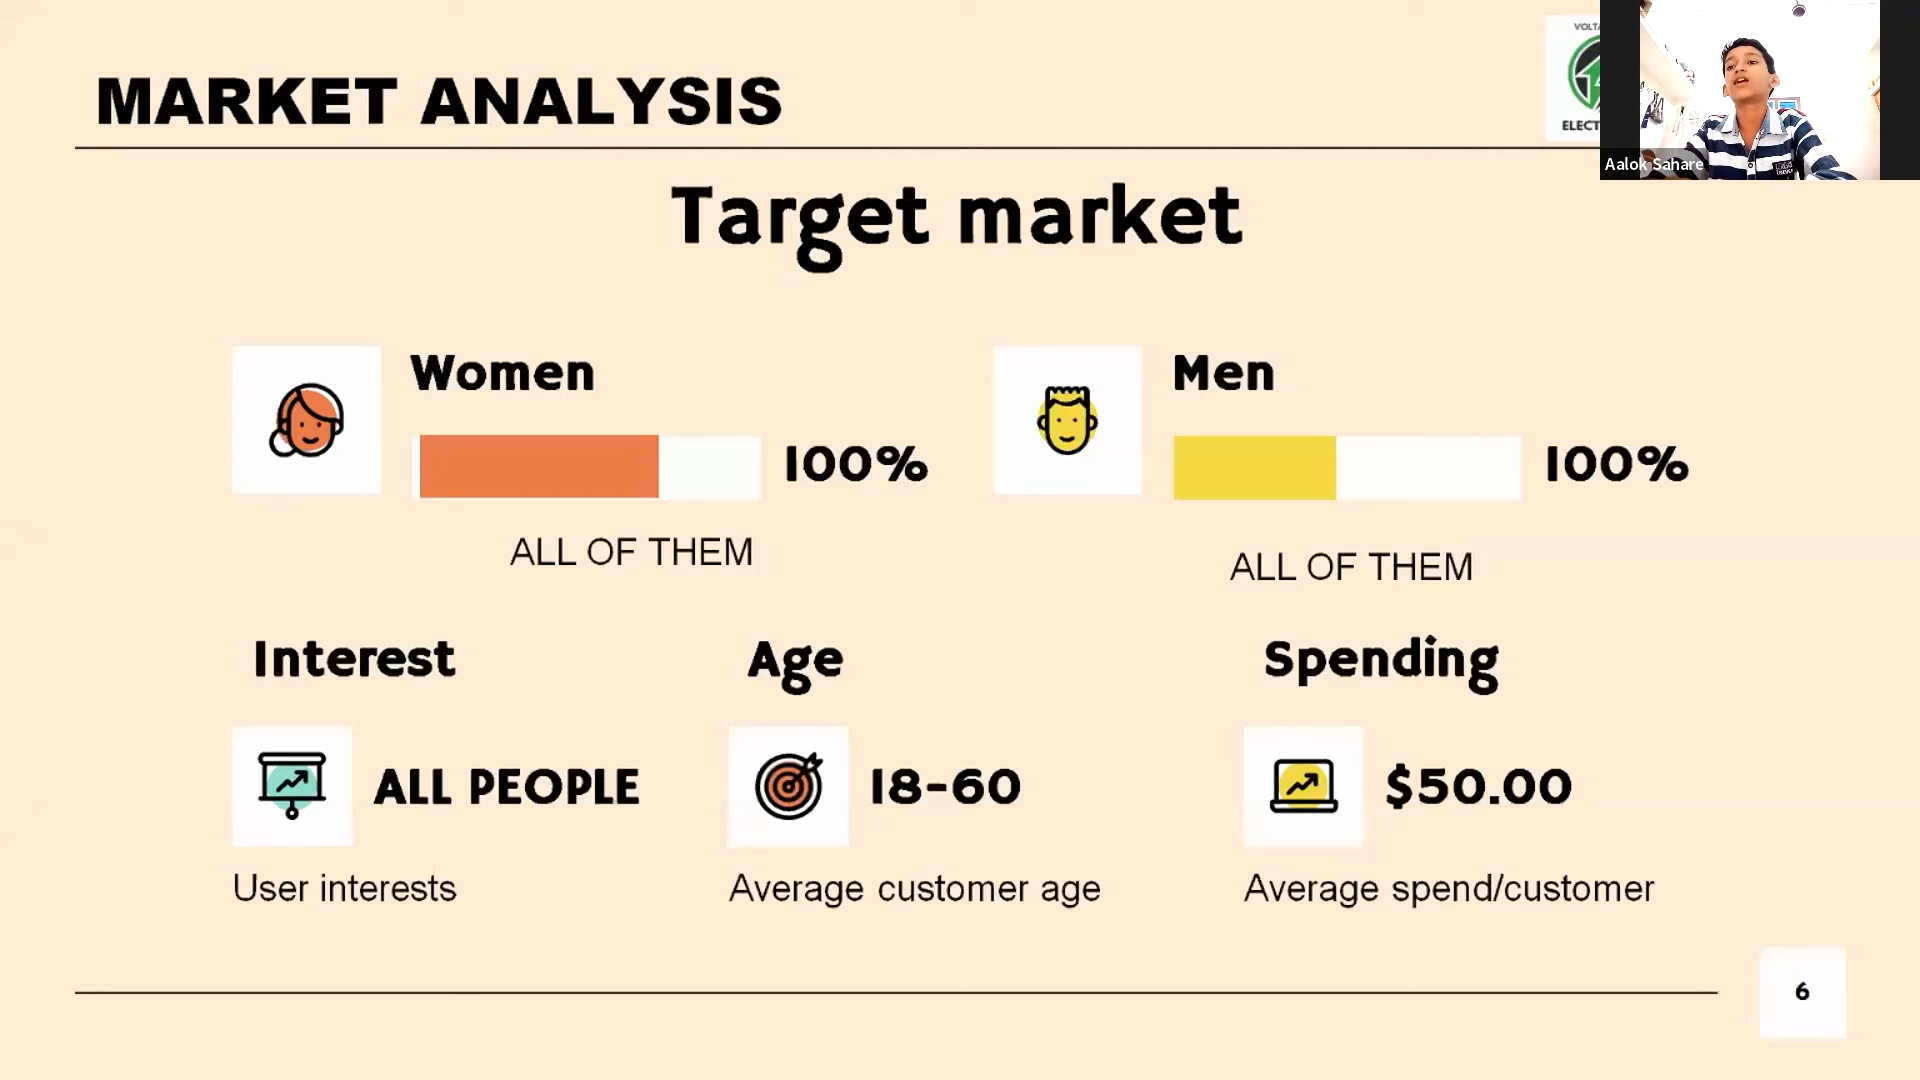 MARKET ANALYSIS
ELECT
Aalok Sahare
Target market
Women
100%
ALL OF THEM
Men
100%
ALL OF THEM
Interest
ALL PEOPLE
User interests
Age
18-60
Average customer age
Spending
$50.00
Average spend/customer
6